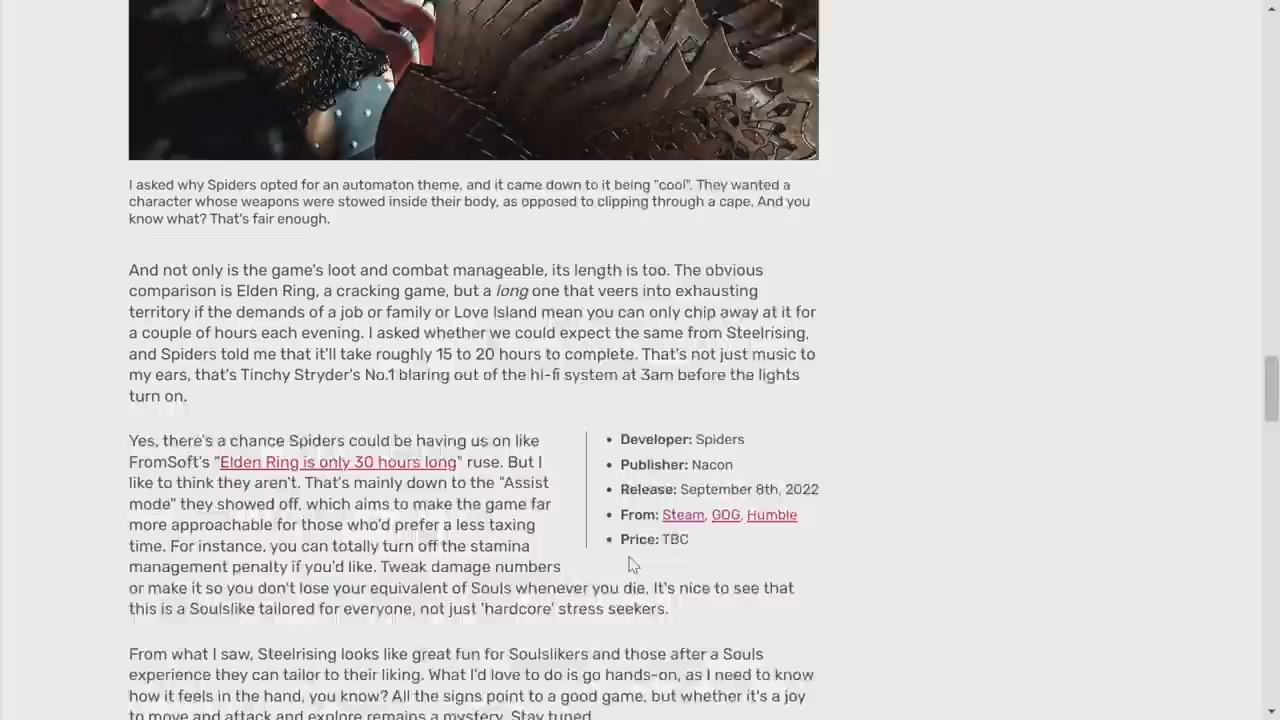 I asked why Spiders opted for an automaton theme, and it came down to it being "cool". They wanted a
character whose weapons were stowed inside their body, as opposed to clipping through a cape. And you
know what? That's fair enough.
And not only is the game's loot and combat manageable, its length is too. The obvious
comparison is Elden Ring, a cracking game, but a long one that veers into exhausting
territory if the demands of a job or family or Love Island mean you can only chip away at it for
a couple of hours each evening. I asked whether we could expect the same from Steelrising,
and Spiders told me that it'll take roughly 15 to 20 hours to complete. That's not just music to
my ears, that's Tinchy Stryder's No.1 blaring out of the hi-fi system at 3am before the lights
turn on.
Yes, there's a chance Spiders could be having us on like
FromSoft's "Elden Ring is only 30 hours long" ruse. But I
like to think they aren't. That's mainly down to the "Assist
mode" they showed off, which aims to make the game far
more approachable for those who'd prefer a less taxing
time. For instance, you can totally turn off the stamina
management penalty if you'd like. Tweak damage numbers
or make it so you don't lose your equivalent of Souls whenever you die. It's nice to see that
this is a Soulslike tailored for everyone, not just 'hardcore' stress seekers.
• Developer: Spiders
• Publisher: Nacon
• Release: September 8th, 2022
• From: Steam, GOG, Humble
• Price: TBC
From what I saw, Steelrising looks like great fun for Soulslikers and those after a Souls
experience they can tailor to their liking. What I'd love to do is go hands-on, as I need to know
how it feels in the hand, you know? All the signs point to a good game, but whether it's a joy
to move and attack and explore remains a mystery. Stay tuned.